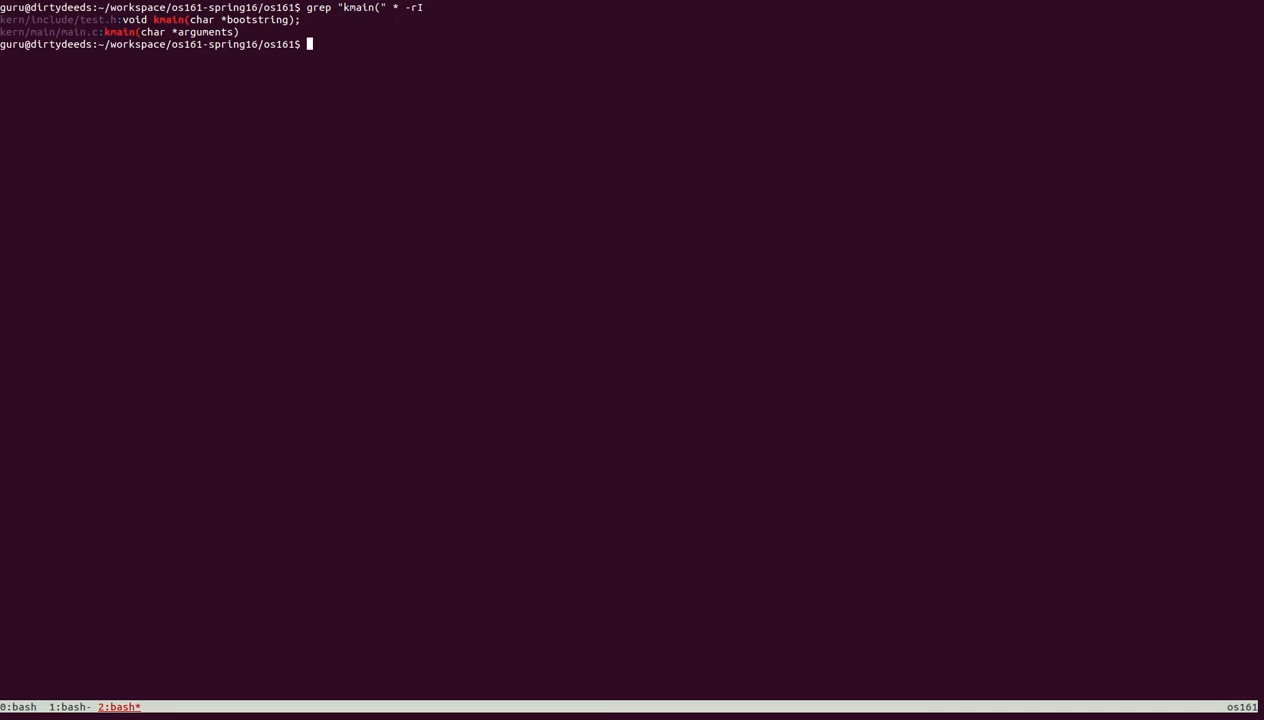 guru@dirtydeeds:~/workspace/os161-spring16/os161$ grep "kmain(" * -rI
kern/include/test.h:void kmain(char *bootstring);
kern/main/main.c:kmain(char *arguments)
guru@dirtydeeds:~/workspace/os161-spring16/os161$
0:bash  1:bash- 2:bash* os161